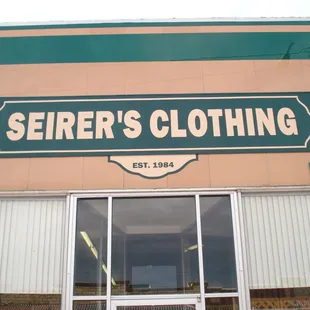 SEIRER'S CLOTHING
EST. 1984